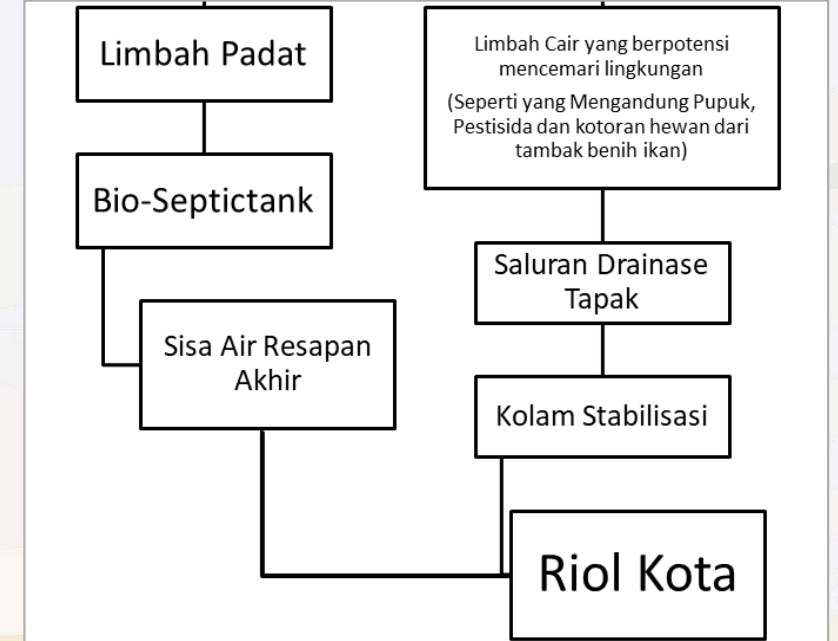 Limbah Padat
Bio-Septictank
Sisa Air Resapan
Akhir
Limbah Cair yang berpotensi
mencemari lingkungan
(Seperti yang Mengandung Pupuk,
Pestisida dan kotoran hewan dari
tambak benih ikan)
Saluran Drainase
Tapak
Kolam Stabilisasi
Riol Kota